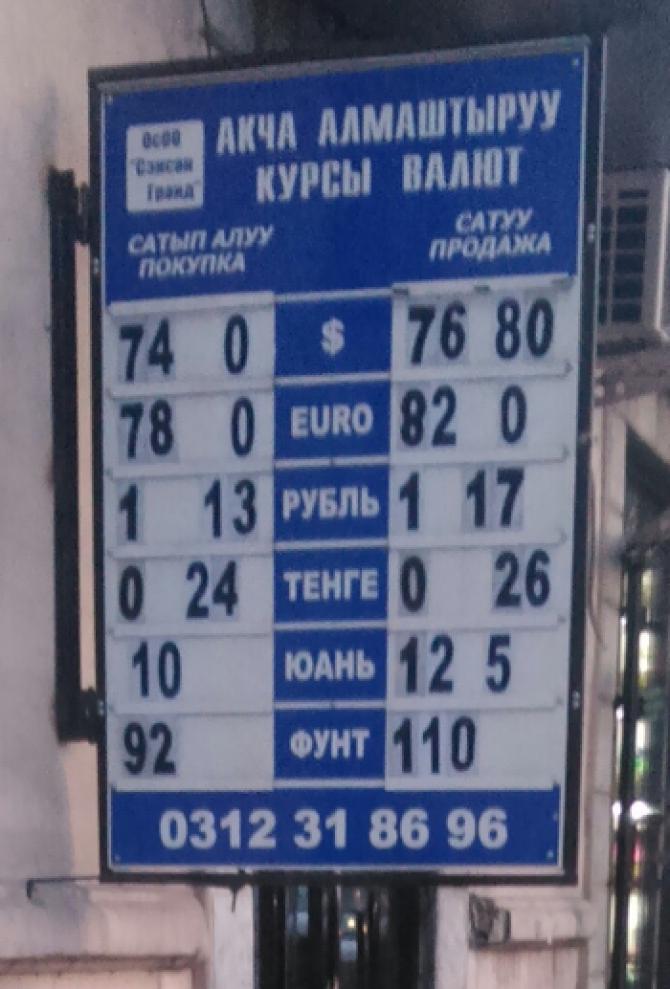 ОсОО
"Сэнсэн
Гранд"
АКЧА АЛМАШТЫРУУ
КУРСЫ ВАЛЮТ
САТЫП АЛУУ
ПОКУПКА
САТУУ
ПРОДАЖА
74 0 $ 76 80
78 0 EURO 82 0
1 13 РУБЛЬ 1 17
0 24 ТЕНГЕ 0 26
10 ЮАНЬ 12 5
92 ФУНТ 110
0312 31 86 96